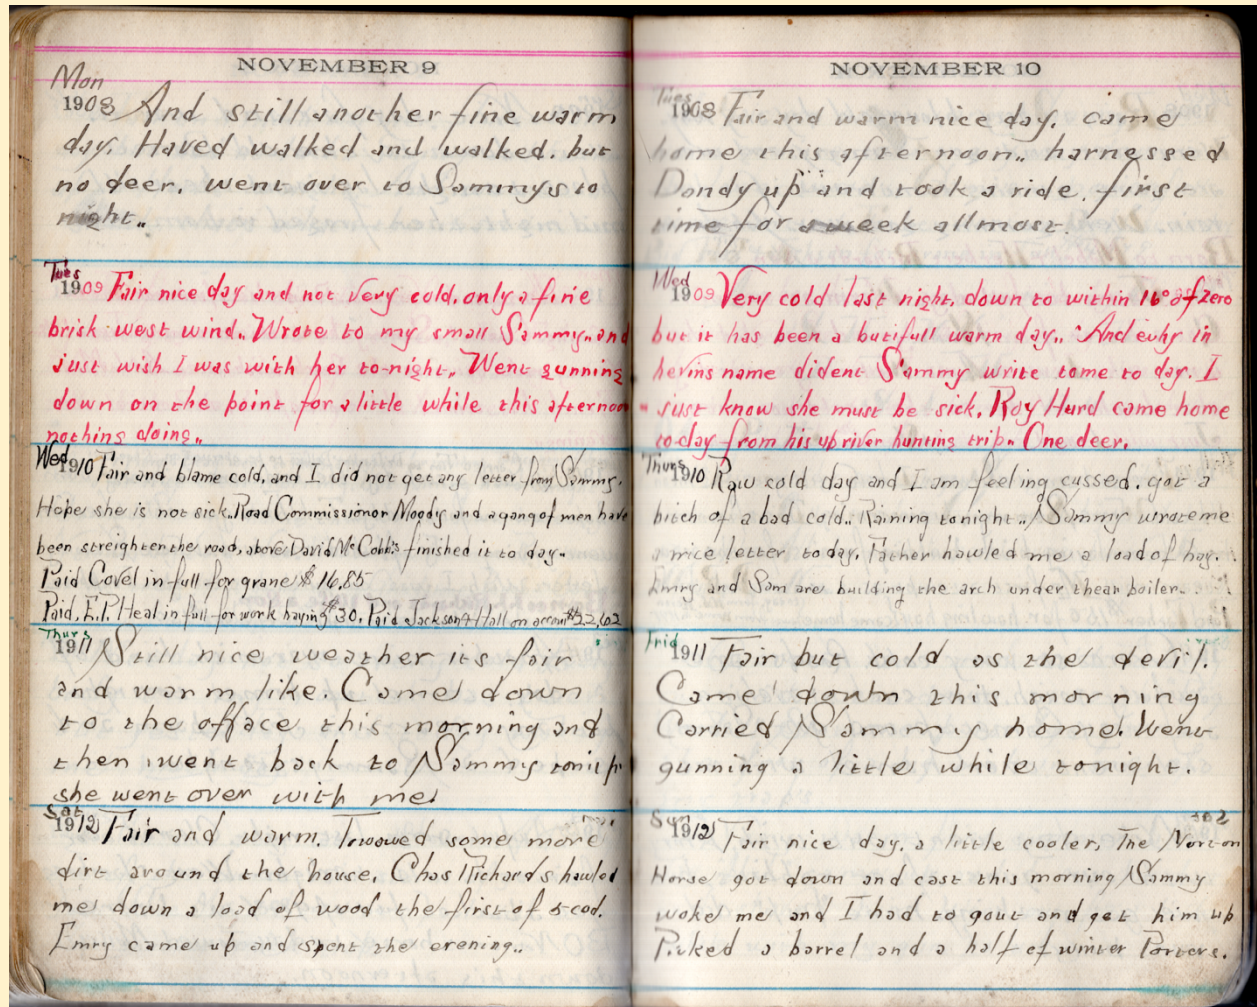 NOVEMBER 9
Mon
1908 And still another fine warm
day. Haved walked and walked. but
no deer. went over to Sammys to
night..
Tues
1909 Fair nice day and not very cold. only a fine
brisk west wind.. Wrote to my small Sammy.. and
just wish I was with her to-night.. Went gunning
down on the point for a little while this afternoon
nothing doing..
Wed
1910 Fair and blame cold, and I did not get any letter from Sammy.
Hope she is not sick.. Road Commissionor Moody and a gang of men have
been streighten the road, above David McCobb's finished it to day..
Paid Covel in full for grane $16.85
Paid, E.P. Heal in full for work haying $30. Paid Jackson & Hall on account $22,62
Thurs
1911 Still nice weather its fair
and warm like. Came down
to the offace this morning and
then went back to Sammy
she went over with me.
Sat
1912 Fair and warm. some more
dirt around the house. Chas Richards hawled
me down a load of wood the first of 5 cod.
Emry came up and spent the evening..
NOVEMBER 10
Tues
1908 Fair and warm nice day. came
home this afternoon.. harnessed
Dandy up and took a ride. first
time for a week allmost.
Wed
1909 Very cold last night, down to within 16° of zero
but it has been a butifull warm day.. And in
hevins name dident Sammy write to me to day. I
just know she must be sick. Roy Hurd came home
to-day from his up river hunting trip.. One deer.
Thurs
1910 Raw cold day and I am feeling cussed. got a
bitch of a bad cold.. Raining tonight.. Sammy wrote me
a nice letter today. Father hawled me a load of hay.
Emry and Sam are building the arch under thear boiler..
Frid
1911 Fair but cold as the devil.
Came down this morning
Carried Sammy home. Went
gunning a little while tonight.
Sun
1912 Fair nice day. a little cooler, The Norton
Horse got down and cast this morning Sammy
woke me and I had to gout and get him up
Picked a barrel and a half of winter Porters.